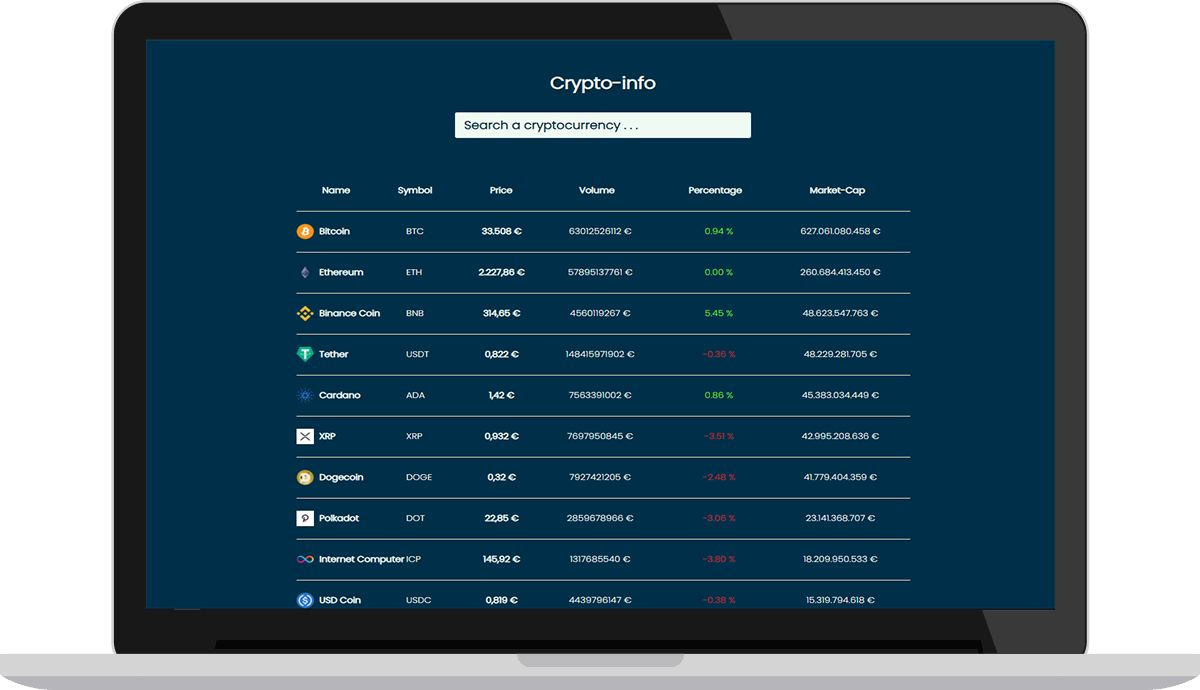 Crypto-info
Search a cryptocurrency . . .
Name Symbol Price Volume Percentage Market-Cap
Bitcoin BTC 33.508 € 63012526112 € 0.94 % 627.061.080.458 €
Ethereum ETH 2.227,86 € 57895137761 € 0.00 % 260.684.413.450 €
Binance Coin BNB 314,65 € 4560119267 € 5.45 % 48.623.547.763 €
Tether USDT 0,822 € 148415971902 € -0.36 % 48.229.281.705 €
Cardano ADA 1,42 € 7563391002 € 0.86 % 45.383.034.449 €
XRP XRP 0,932 € 7697950845 € -3.51 % 42.995.208.636 €
Dogecoin DOGE 0,32 € 7927421205 € -2.48 % 41.779.404.359 €
Polkadot DOT 22,85 € 2859678966 € -3.06 % 23.141.368.707 €
Internet Computer ICP 145,92 € 1317685540 € -3.80 % 18.209.950.533 €
USD Coin USDC 0,819 € 4439796147 € -0.38 % 15.319.794.618 €